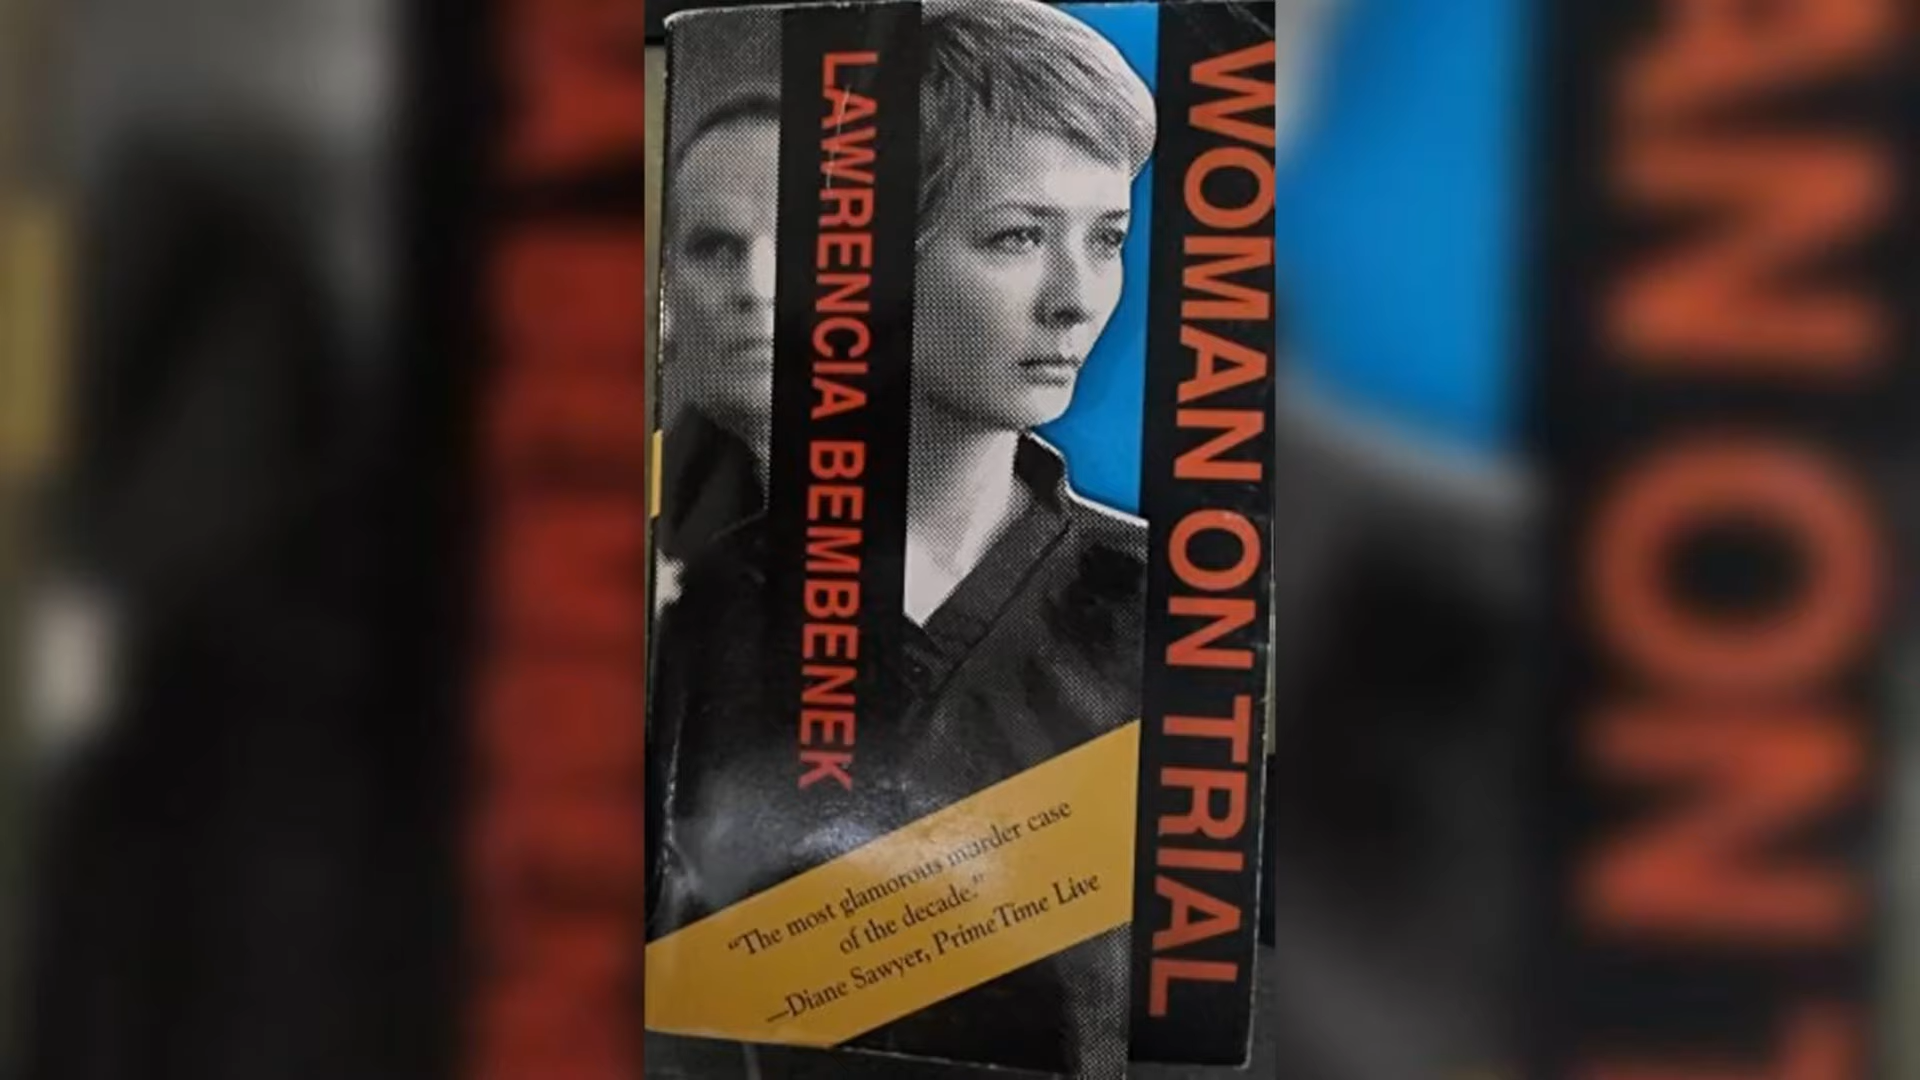 LAWRENCIA BEMBENEK
WOMAN ON TRIAL
“The most glamorous murder case
of the decade.”
—Diane Sawyer, PrimeTime Live